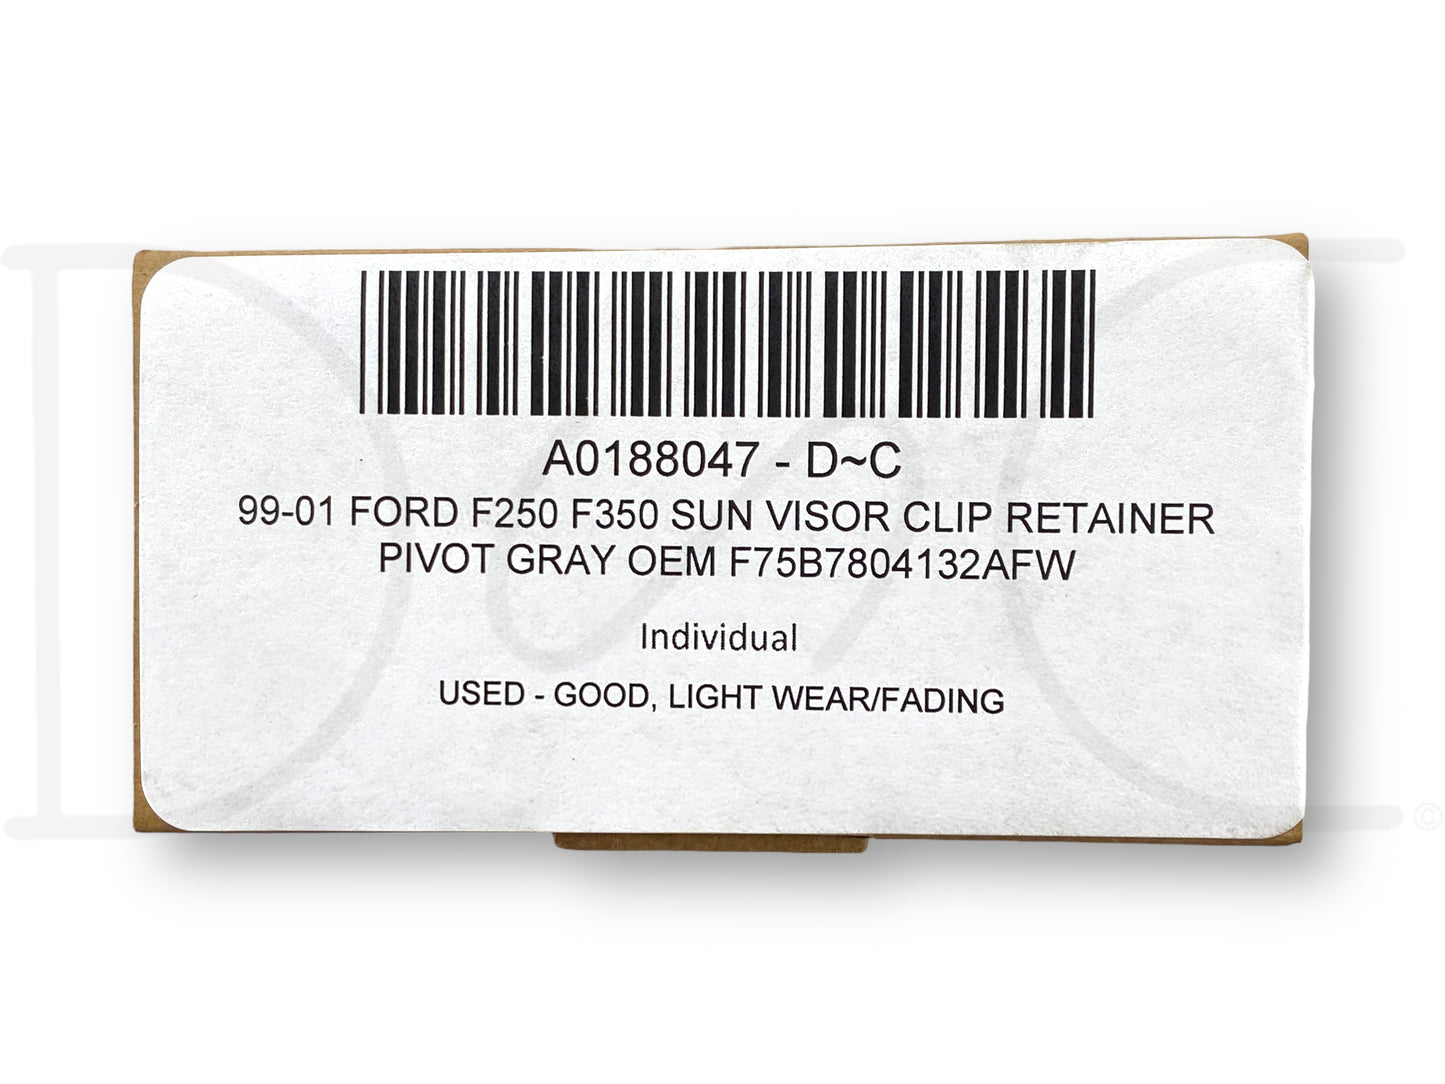 A0188047 - D~C
99-01 FORD F250 F350 SUN VISOR CLIP RETAINER
PIVOT GRAY OEM F75B7804132AFW
Individual
USED - GOOD, LIGHT WEAR/FADING
©